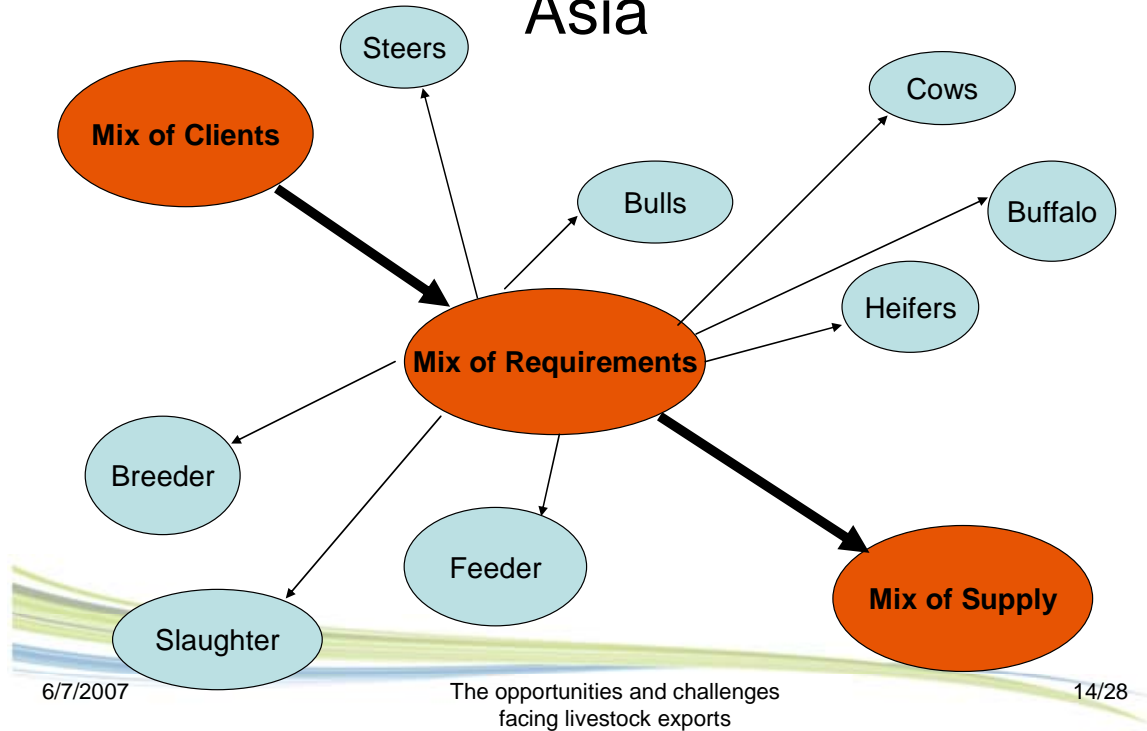 Asia
Steers
Cows
Mix of Clients
Bulls
Buffalo
Heifers
Mix of Requirements
Breeder
Feeder
Mix of Supply
Slaughter
6/7/2007
The opportunities and challenges
facing livestock exports
14/28